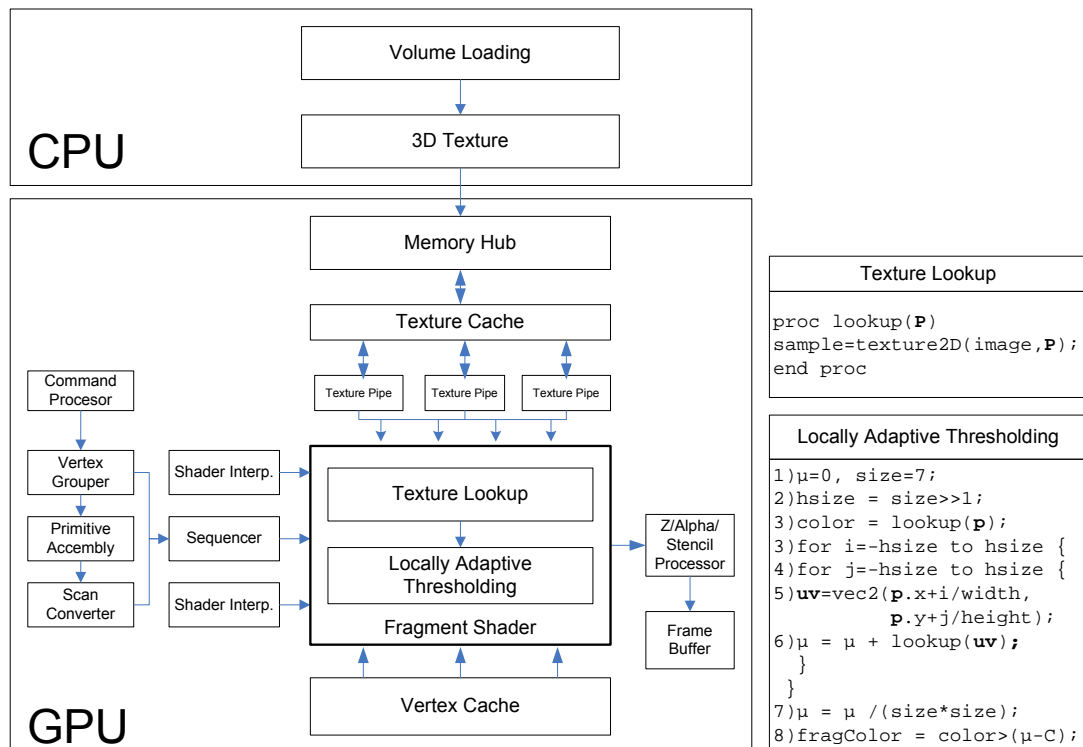 Volume Loading
3D Texture
CPU
Memory Hub
Texture Cache
Texture Pipe
Texture Pipe
Texture Pipe
Command
Procesor
Vertex
Grouper
Primitive
Assembly
Scan
Converter
Shader Interp.
Sequencer
Shader Interp.
Texture Lookup
Locally Adaptive
Thresholding
Fragment Shader
Z/Alpha/
Stencil
Processor
Frame
Buffer
Vertex Cache
GPU
Texture Lookup
proc lookup(P)
sample=texture2D(image,P);
end proc
Locally Adaptive Thresholding
1)μ=0, size=7;
2)hsize = size>>1;
3)color = lookup(p);
3)for i=-hsize to hsize {
4)for j=-hsize to hsize {
5)uv=vec2(p.x+i/width,
p.y+j/height);
6)μ = μ + lookup(uv);
}
}
7)μ = μ /(size*size);
8)fragColor = color>(μ-C);